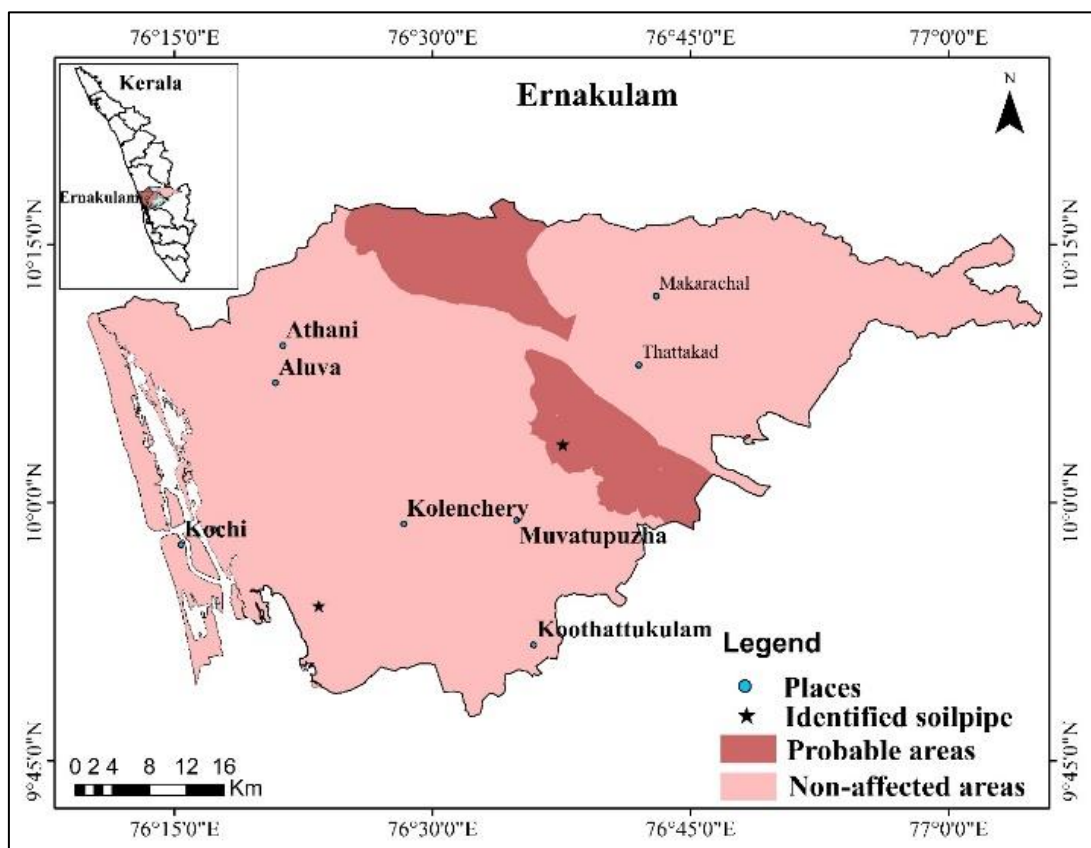 76°15'0"E 76°30'0"E 76°45'0"E 77°0'0"E
Kerala
Ernakulam
Ernakulam
N
10°15'0"N
10°15'0"N
Makarachal
Athani
Thattakad
Aluva
10°0'0"N
10°0'0"N
Kolenchery
Kochi
Muvatupuzha
Koothattukulam
Legend
Places
Identified soilpipe
Probable areas
Non-affected areas
9°45'0"N
9°45'0"N
0 2 4 8 12 16
Km
76°15'0"E 76°30'0"E 76°45'0"E 77°0'0"E